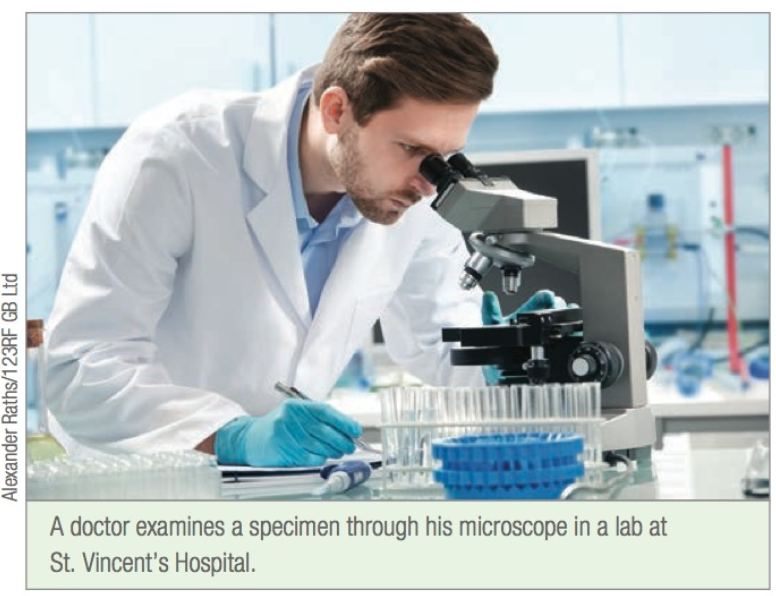 Alexander Raths/123RF GB Ltd
A doctor examines a specimen through his microscope in a lab at
St. Vincent's Hospital.